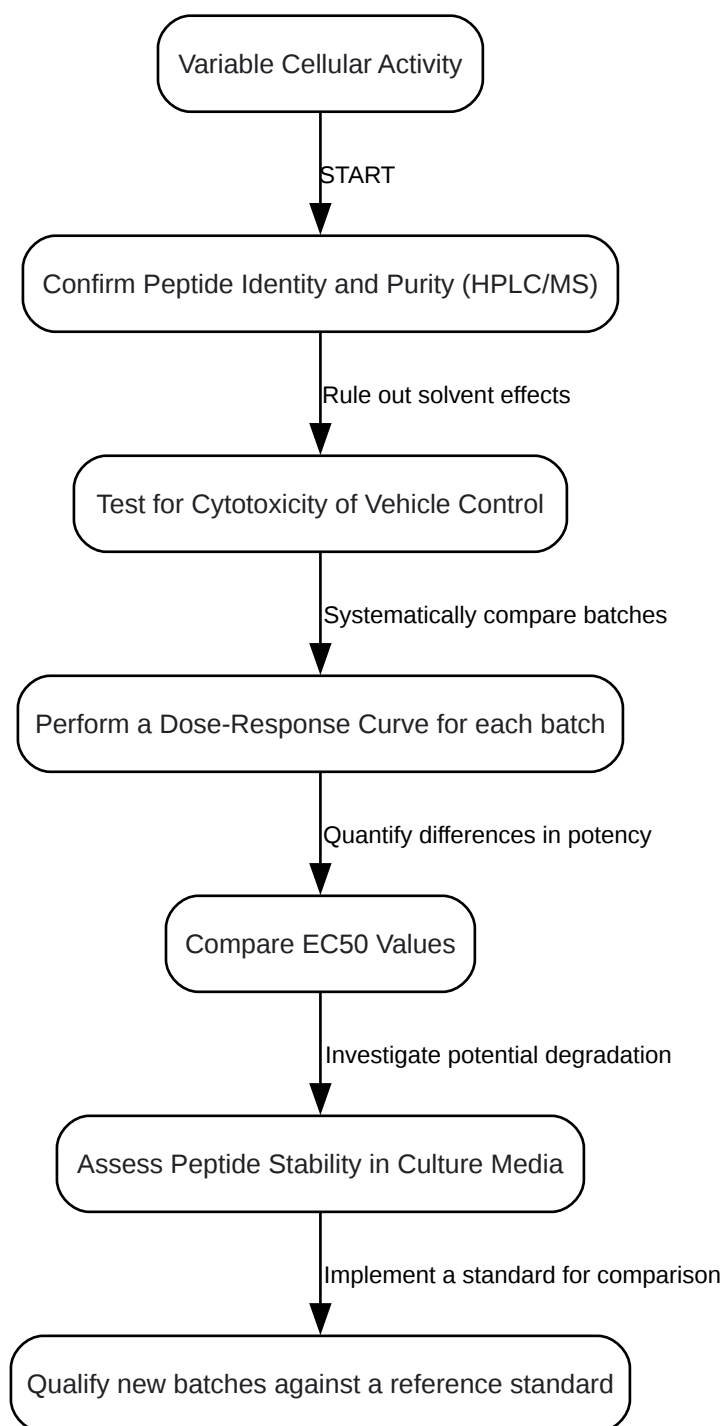 Variable Cellular Activity
START
Confirm Peptide Identity and Purity (HPLC/MS)
Rule out solvent effects
Test for Cytotoxicity of Vehicle Control
Systematically compare batches
Perform a Dose-Response Curve for each batch
Quantify differences in potency
Compare EC50 Values
Investigate potential degradation
Assess Peptide Stability in Culture Media
Implement a standard for comparison
Qualify new batches against a reference standard